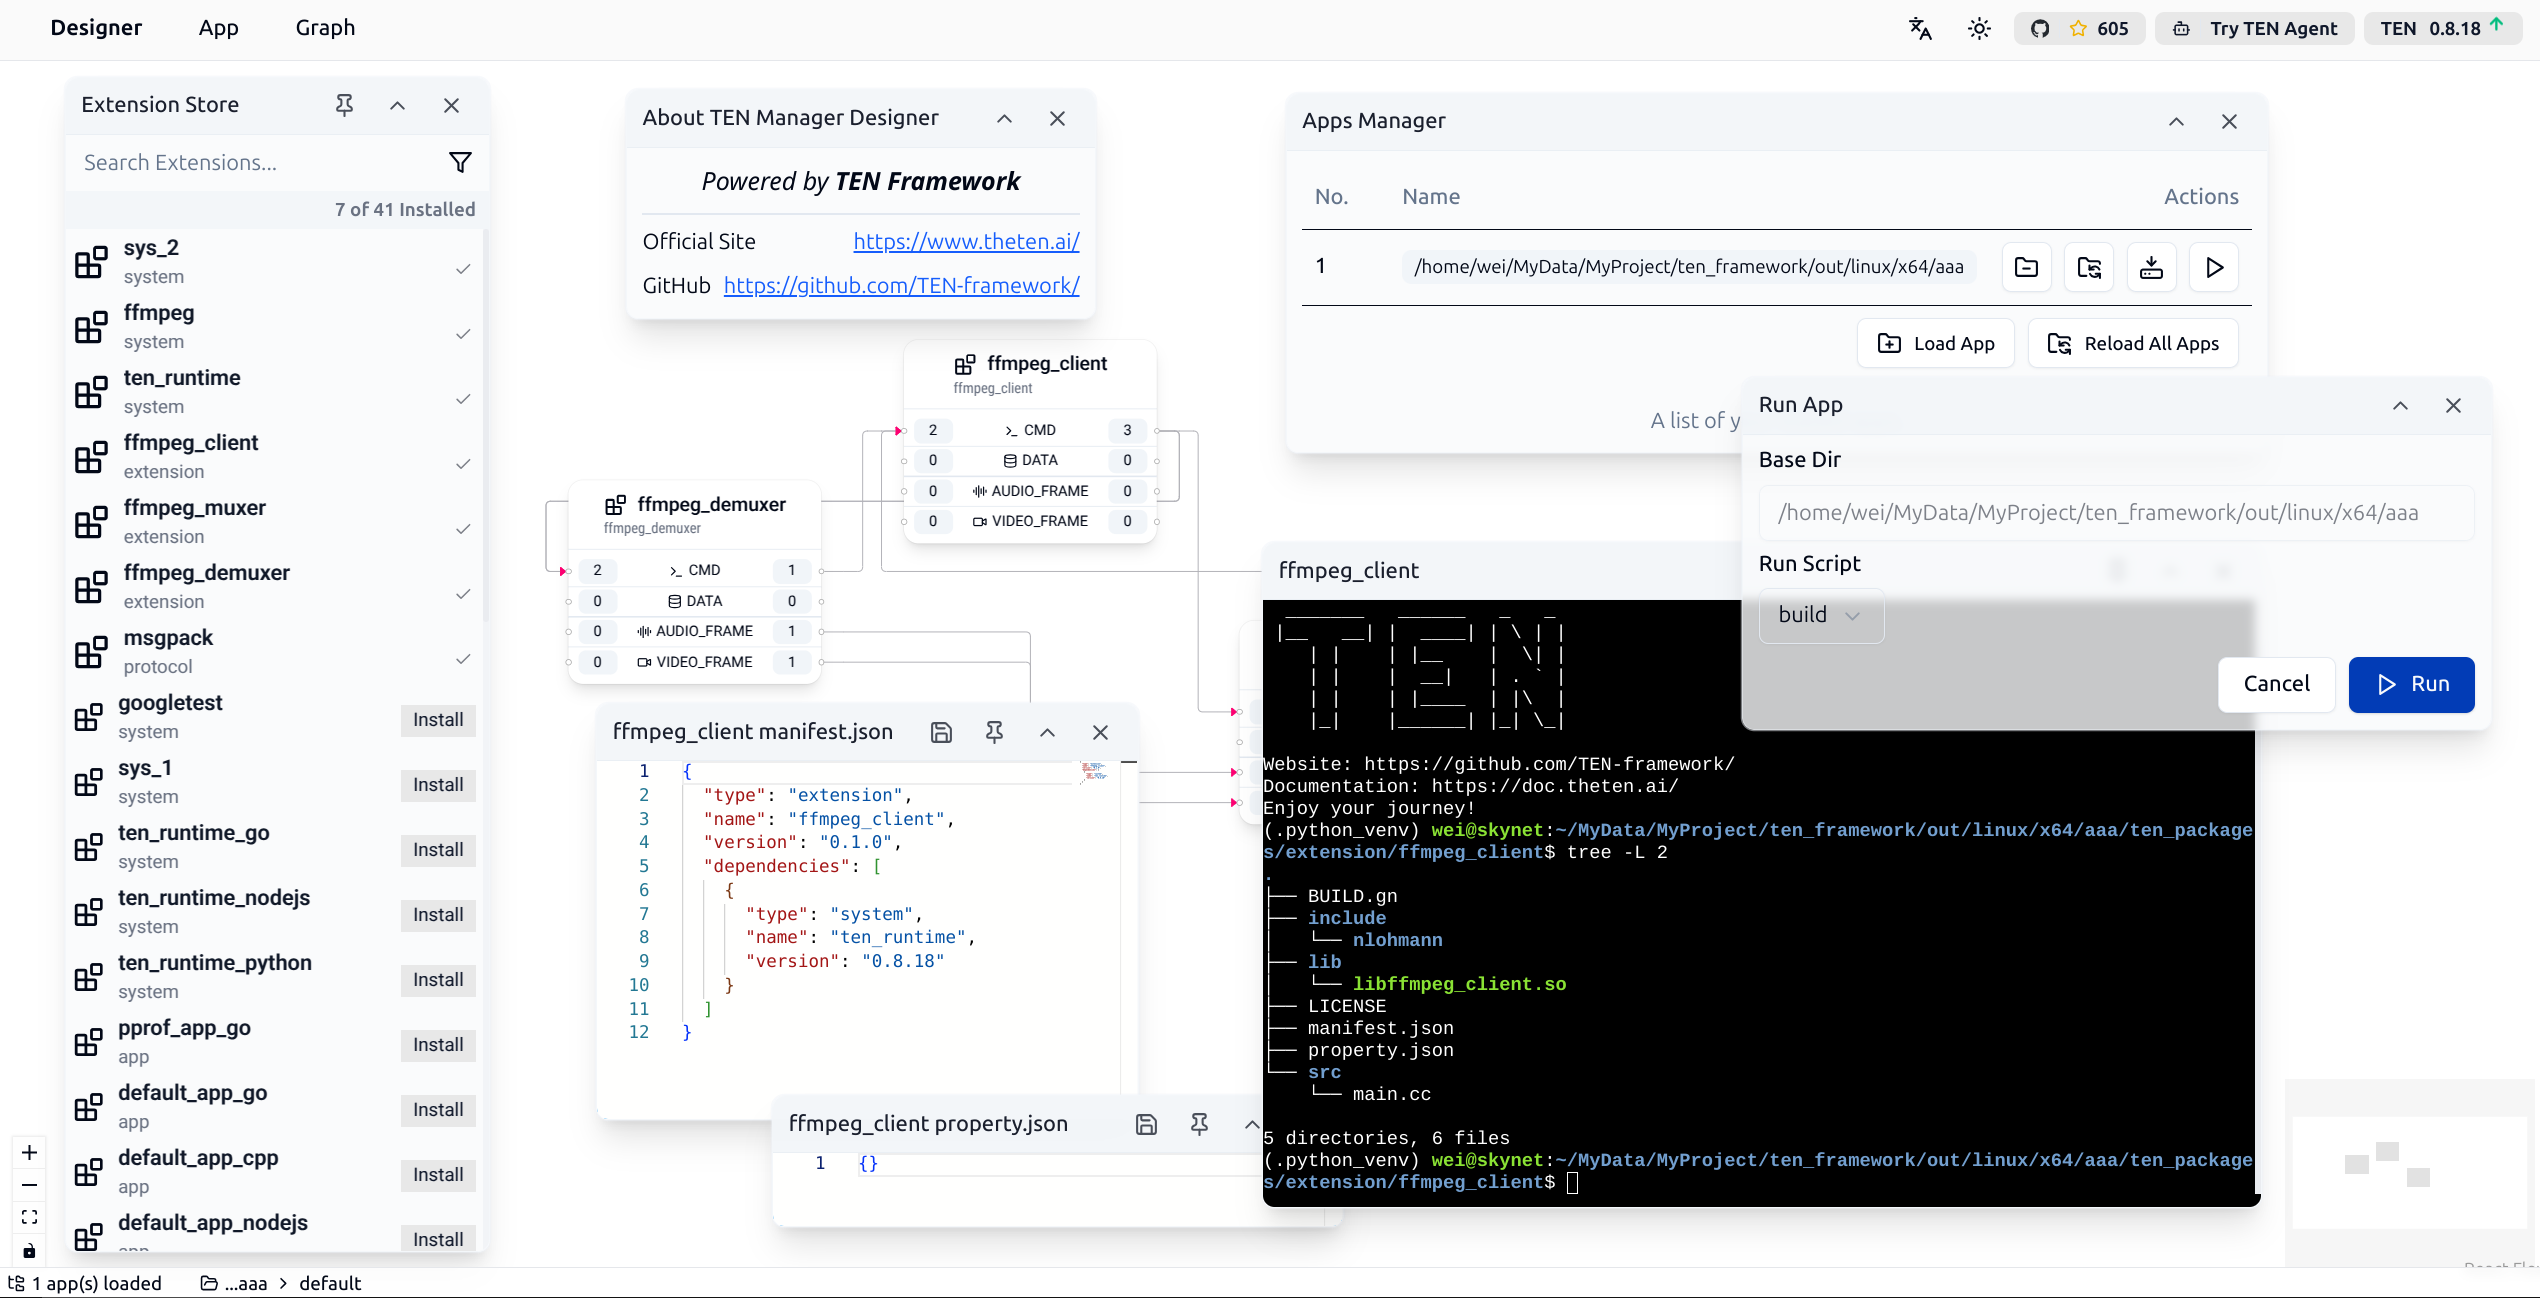 Designer App Graph
605 Try TEN Agent TEN 0.8.18
Extension Store
Search Extensions...
7 of 41 Installed
sys_2
system
ffmpeg
system
ten_runtime
system
ffmpeg_client
extension
ffmpeg_muxer
extension
ffmpeg_demuxer
extension
msgpack
protocol
googletest
system
Install
sys_1
system
Install
ten_runtime_go
system
Install
ten_runtime_nodejs
system
Install
ten_runtime_python
system
Install
pprof_app_go
app
Install
default_app_go
app
Install
default_app_cpp
app
Install
default_app_nodejs
app
Install
About TEN Manager Designer
Powered by TEN Framework
Official Site https://www.theten.ai/
GitHub https://github.com/TEN-framework/
ffmpeg_client
ffmpeg_client
2 CMD 3
0 DATA 0
0 AUDIO_FRAME 0
0 VIDEO_FRAME 0
ffmpeg_demuxer
ffmpeg_demuxer
2 CMD 1
0 DATA 0
0 AUDIO_FRAME 1
0 VIDEO_FRAME 1
Apps Manager
No. Name Actions
1 /home/wei/MyData/MyProject/ten_framework/out/linux/x64/aaa
Load App Reload All Apps
A list of y
Run App
Base Dir
/home/wei/MyData/MyProject/ten_framework/out/linux/x64/aaa
Run Script
build
Cancel Run
ffmpeg_client manifest.json
1 {
2 "type": "extension",
3 "name": "ffmpeg_client",
4 "version": "0.1.0",
5 "dependencies": [
6 {
7 "type": "system",
8 "name": "ten_runtime",
9 "version": "0.8.18"
10 }
11 ]
12 }
ffmpeg_client property.json
1 {}
ffmpeg_client
TEN
Website: https://github.com/TEN-framework/
Documentation: https://doc.theten.ai/
Enjoy your journey!
(.python_venv) wei@skynet:~/MyData/MyProject/ten_framework/out/linux/x64/aaa/ten_package
s/extension/ffmpeg_client$ tree -L 2
.
├── BUILD.gn
├── include
│   └── nlohmann
├── lib
│   └── libffmpeg_client.so
├── LICENSE
├── manifest.json
├── property.json
└── src
    └── main.cc
5 directories, 6 files
(.python_venv) wei@skynet:~/MyData/MyProject/ten_framework/out/linux/x64/aaa/ten_package
s/extension/ffmpeg_client$
1 app(s) loaded ...aaa > default